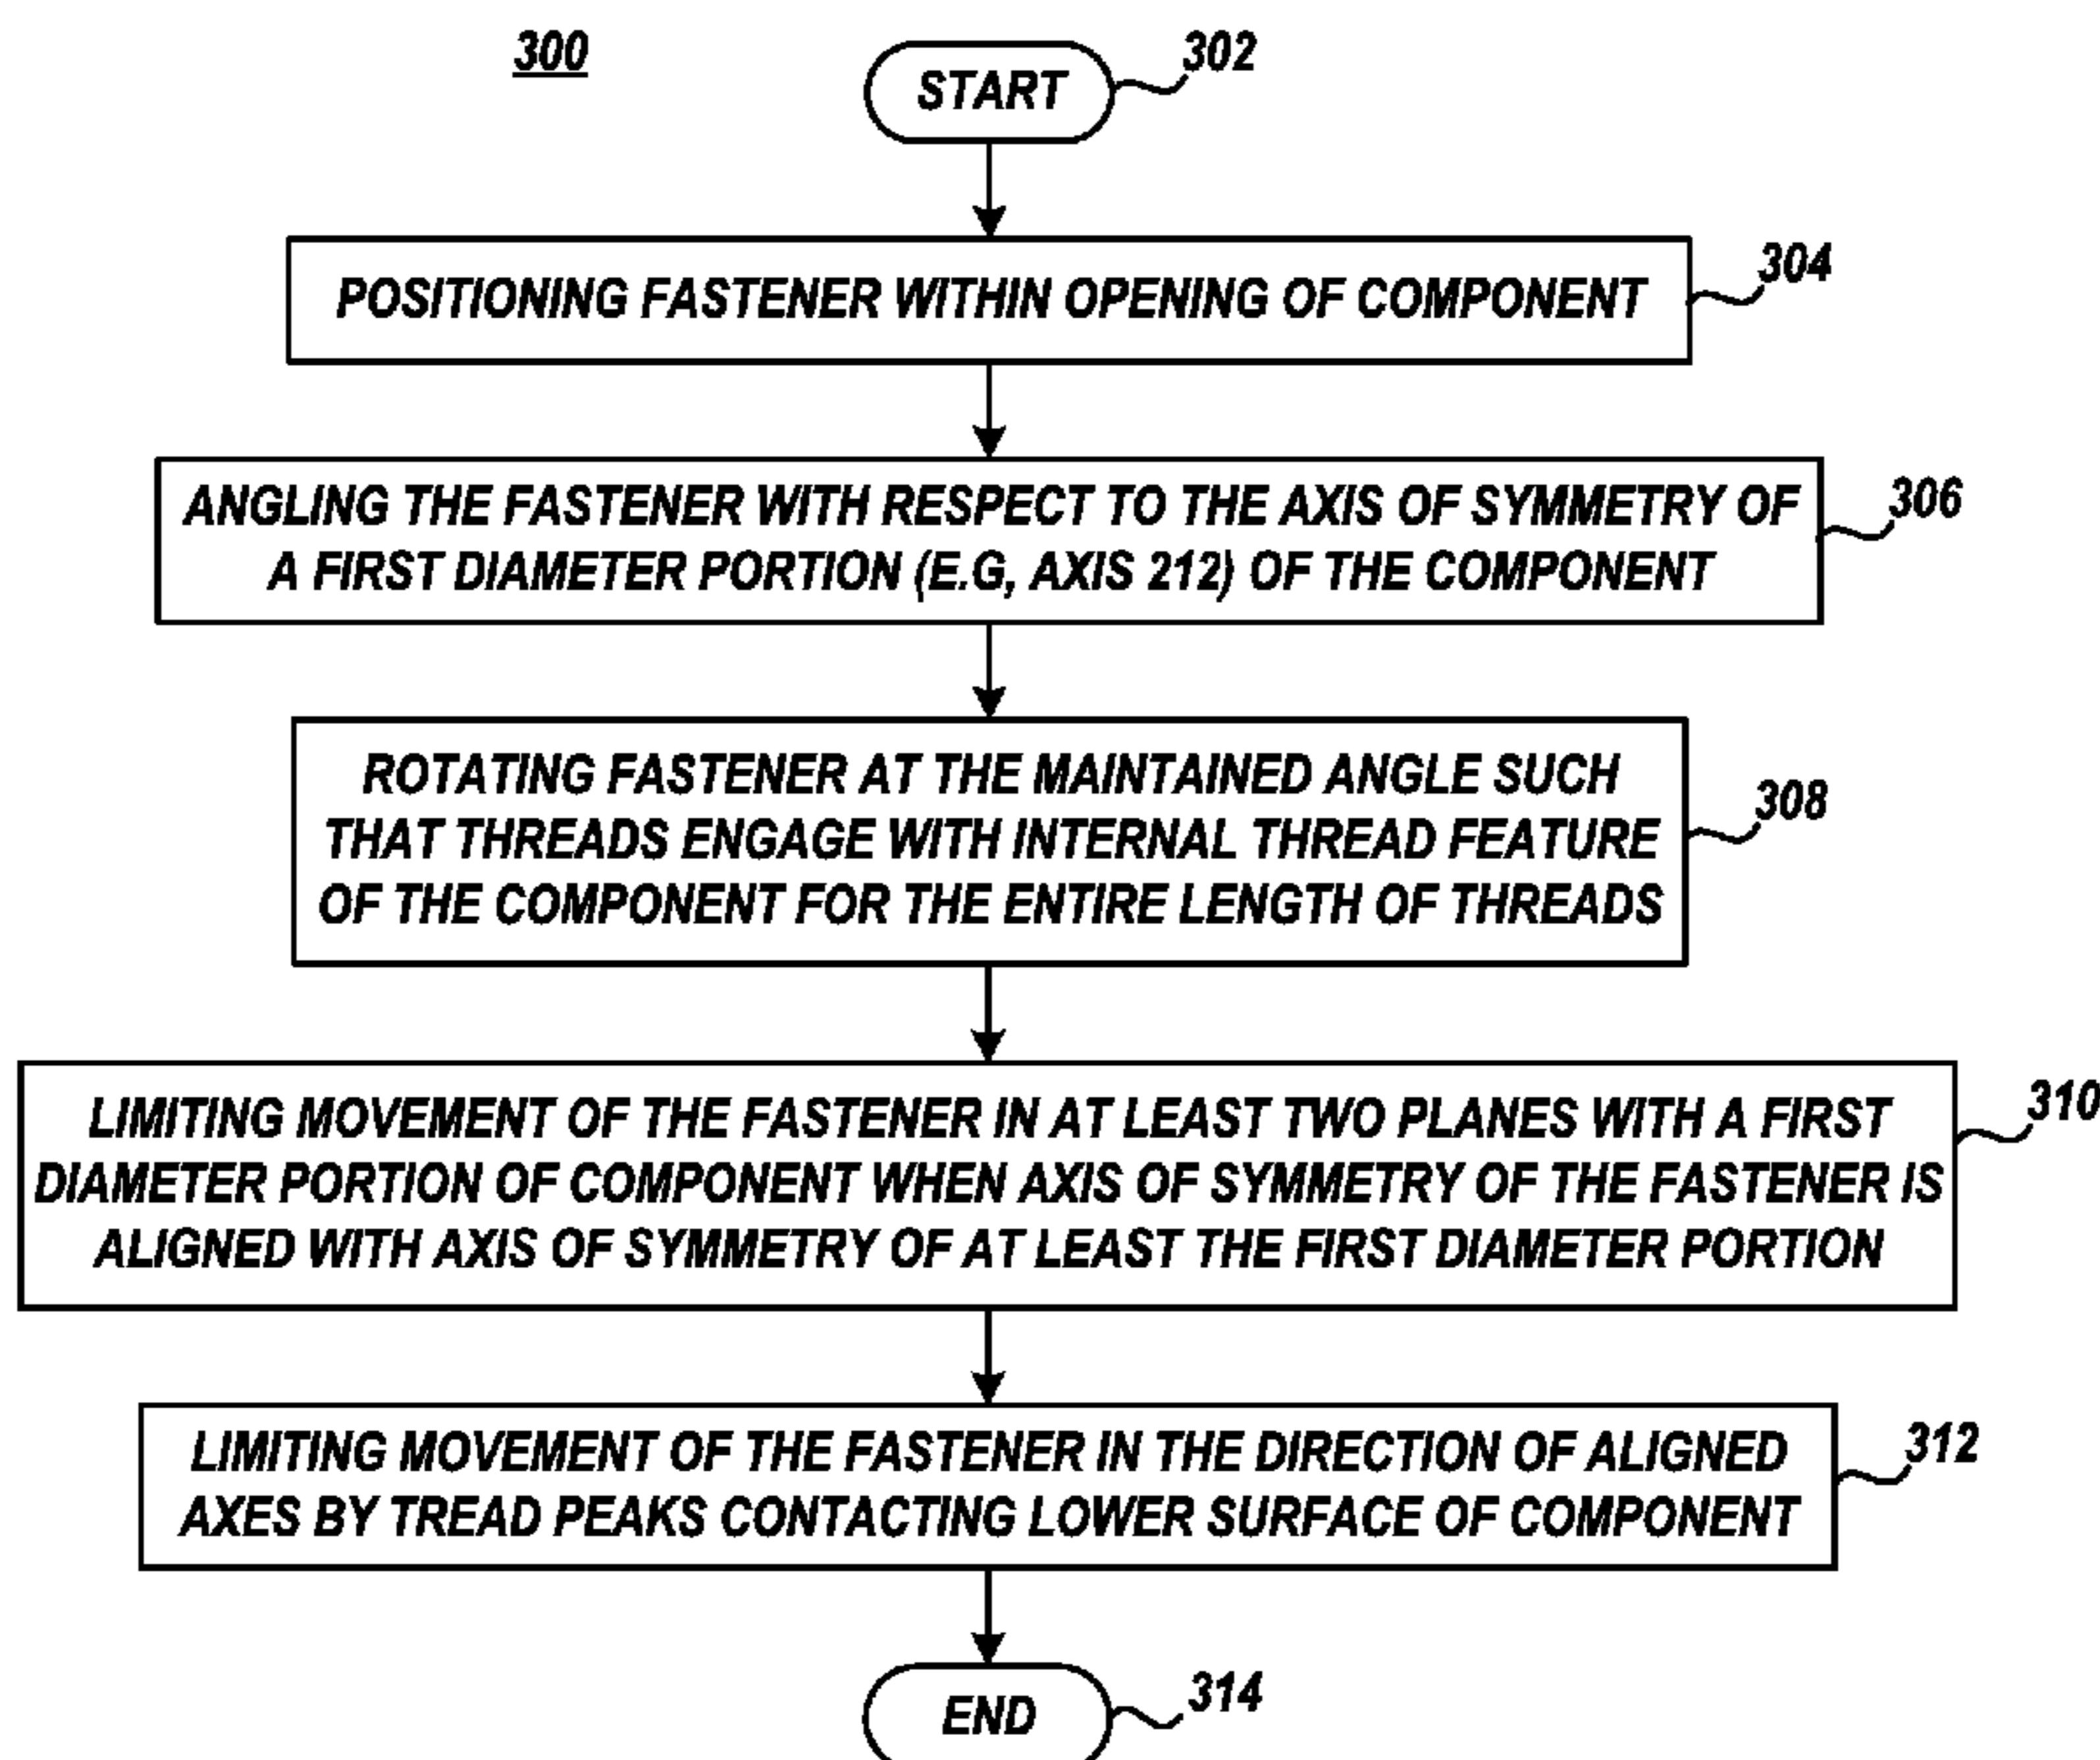 300
START
302
POSITIONING FASTENER WITHIN OPENING OF COMPONENT
304
ANGLING THE FASTENER WITH RESPECT TO THE AXIS OF SYMMETRY OF
A FIRST DIAMETER PORTION (E.G, AXIS 212) OF THE COMPONENT
306
ROTATING FASTENER AT THE MAINTAINED ANGLE SUCH
THAT THREADS ENGAGE WITH INTERNAL THREAD FEATURE
OF THE COMPONENT FOR THE ENTIRE LENGTH OF THREADS
308
LIMITING MOVEMENT OF THE FASTENER IN AT LEAST TWO PLANES WITH A FIRST
DIAMETER PORTION OF COMPONENT WHEN AXIS OF SYMMETRY OF THE FASTENER IS
ALIGNED WITH AXIS OF SYMMETRY OF AT LEAST THE FIRST DIAMETER PORTION
310
LIMITING MOVEMENT OF THE FASTENER IN THE DIRECTION OF ALIGNED
AXES BY TREAD PEAKS CONTACTING LOWER SURFACE OF COMPONENT
312
END
314